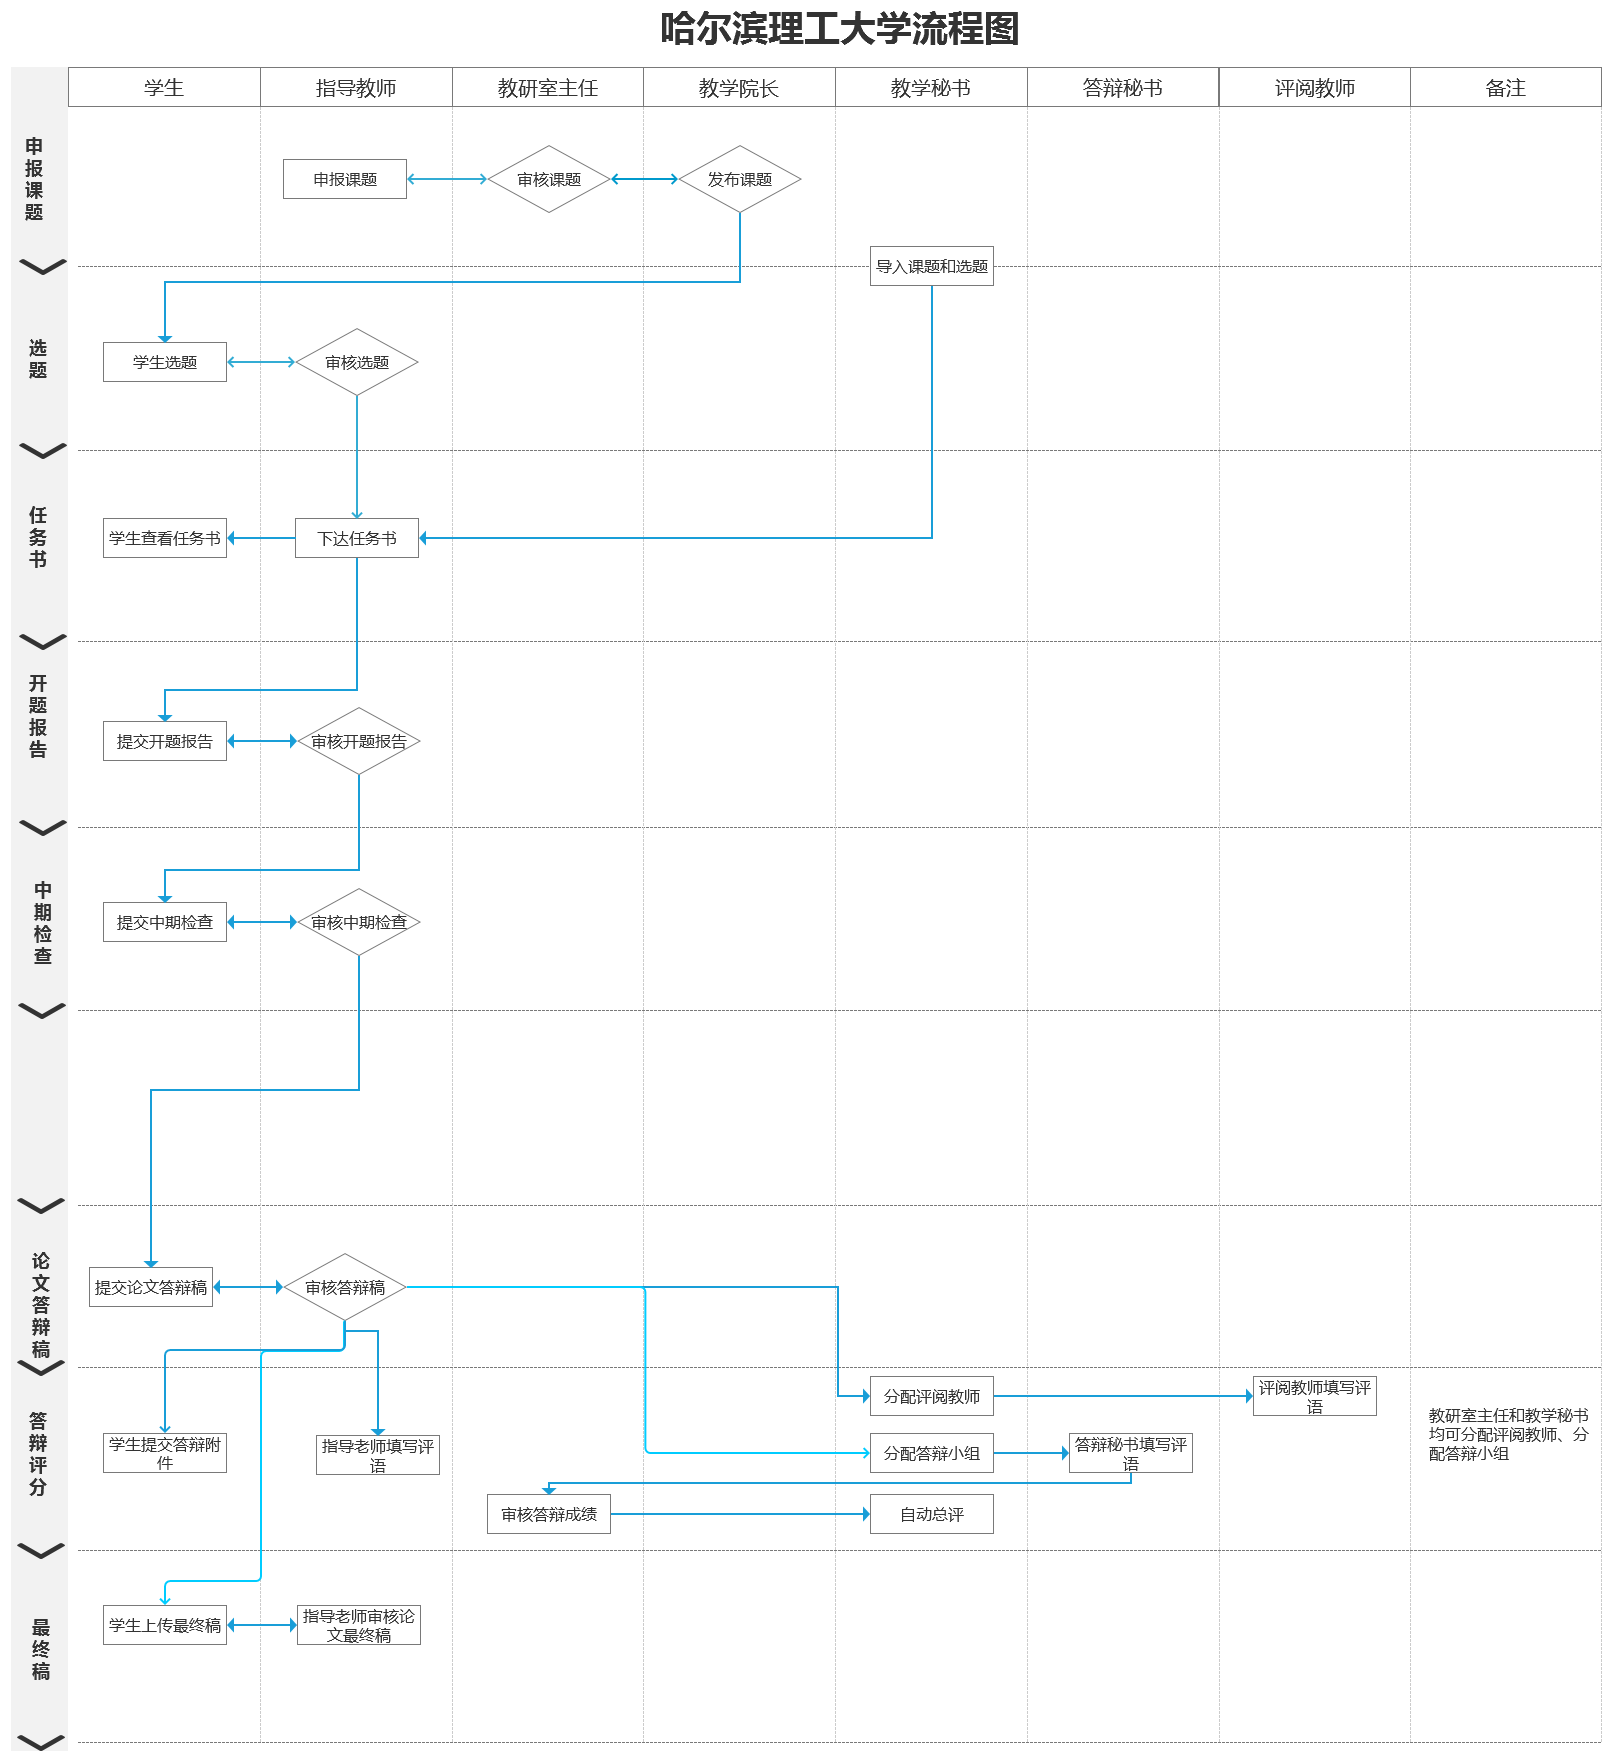 哈尔滨理工大学流程图
学生
指导教师
教研室主任
教学院长
教学秘书
答辩秘书
评阅教师
备注
申
报
课
题
申报课题
审核课题
发布课题
导入课题和选题
选
题
学生选题
审核选题
任
务
书
学生查看任务书
下达任务书
开
题
报
告
提交开题报告
审核开题报告
中
期
检
查
提交中期检查
审核中期检查
论
文
答
辩
稿
提交论文答辩稿
审核答辩稿
答
辩
评
分
分配评阅教师
评阅教师填写评
语
学生提交答辩附
件
指导老师填写评
语
分配答辩小组
答辩秘书填写评
语
教研室主任和教学秘书
均可分配评阅教师、分
配答辩小组
审核答辩成绩
自动总评
最
终
稿
学生上传最终稿
指导老师审核论
文最终稿